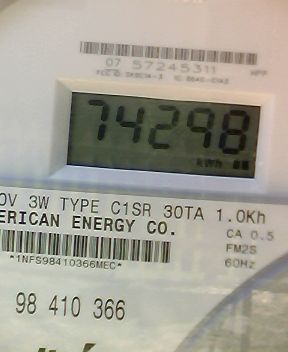 07 57245311
74298
kWh
0V 3W TYPE C1SR 30TA 1.0Kh
ERICAN ENERGY CO.
CA 0.5
FM2S
*1NFS98410366MEC*
60Hz
98 410 366